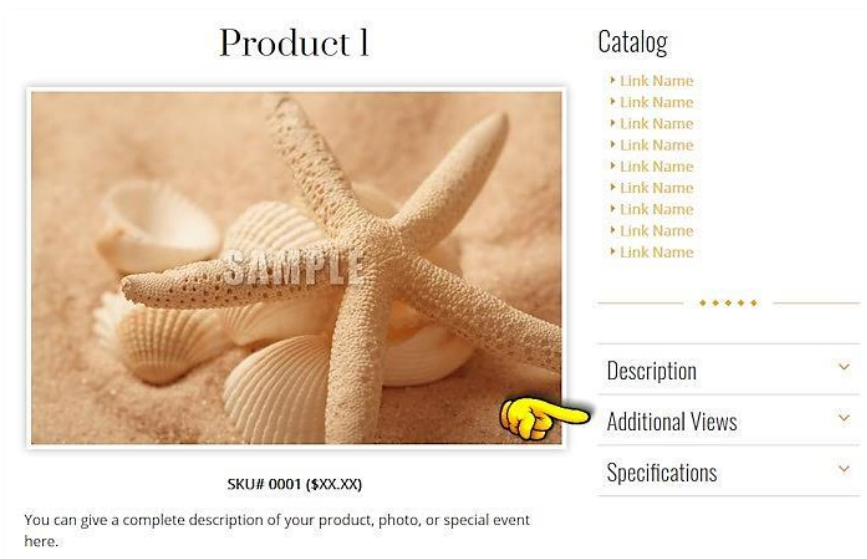 Product 1
SAMPLE
SKU# 0001 ($XX.XX)
You can give a complete description of your product, photo, or special event
here.
Catalog
Link Name
Link Name
Link Name
Link Name
Link Name
Link Name
Link Name
Link Name
Link Name
Description
Additional Views
Specifications